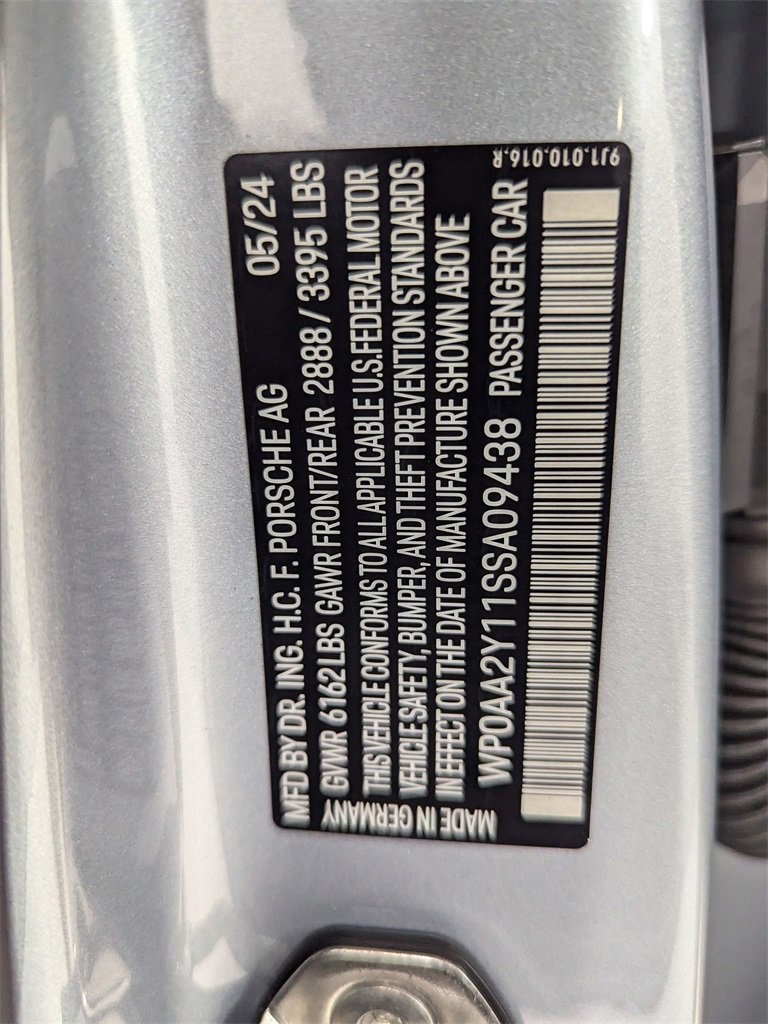 MFD BY DR. ING. H.C. F. PORSCHE AG 05/24
GVWR 6162 LBS GAWR FRONT/REAR 2888 / 3395 LBS
THIS VEHICLE CONFORMS TO ALL APPLICABLE U.S. FEDERAL MOTOR
VEHICLE SAFETY, BUMPER, AND THEFT PREVENTION STANDARDS
IN EFFECT ON THE DATE OF MANUFACTURE SHOWN ABOVE
WP0AA2Y11SSA09438 PASSENGER CAR
MADE IN GERMANY
9J1.010.016.R